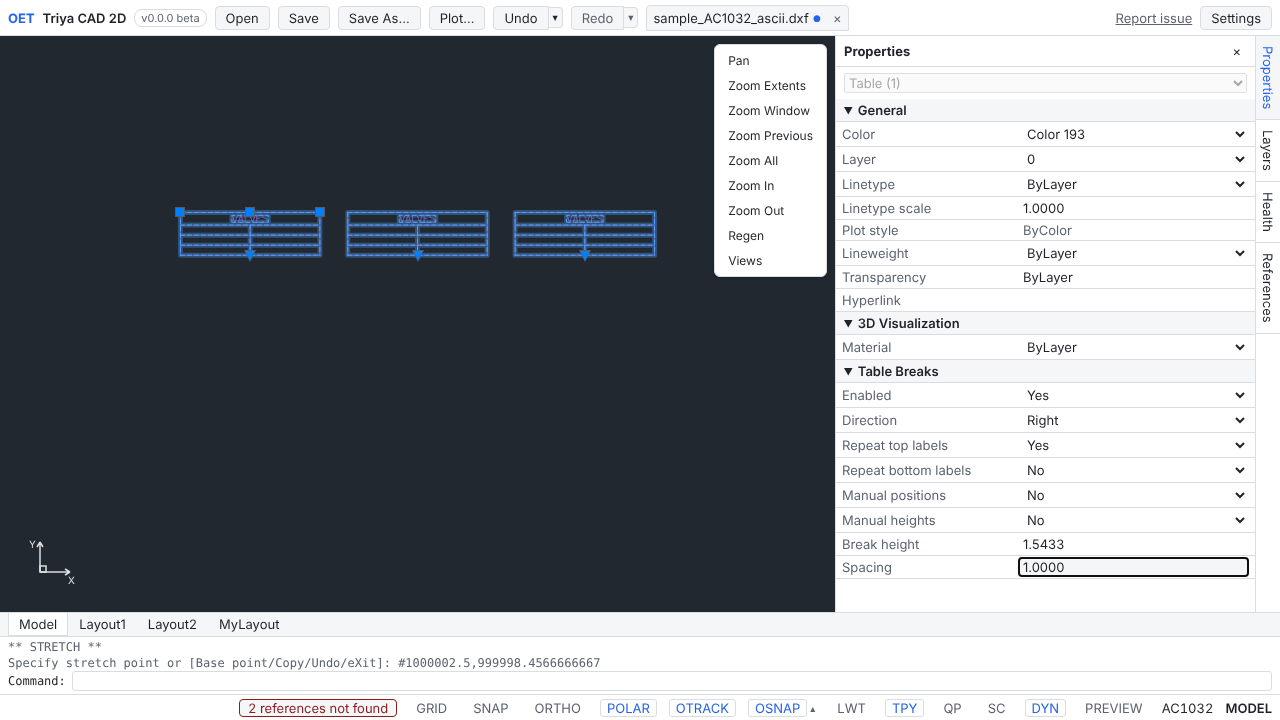 OET Triya CAD 2D v0.0.0 beta Open Save Save As... Plot... Undo ▾ Redo ▾ sample_AC1032_ascii.dxf ● × Report issue Settings
Pan
Zoom Extents
Zoom Window
Zoom Previous
Zoom All
Zoom In
Zoom Out
Regen
Views
Y
X
Properties ×
Table (1)
▼ General
Color Color 193
Layer 0
Linetype ByLayer
Linetype scale 1.0000
Plot style ByColor
Lineweight ByLayer
Transparency ByLayer
Hyperlink
▼ 3D Visualization
Material ByLayer
▼ Table Breaks
Enabled Yes
Direction Right
Repeat top labels Yes
Repeat bottom labels No
Manual positions No
Manual heights No
Break height 1.5433
Spacing 1.0000
Properties
Layers
Health
References
Model Layout1 Layout2 MyLayout
** STRETCH **
Specify stretch point or [Base point/Copy/Undo/eXit]: #1000002.5,999998.4566666667
Command:
2 references not found GRID SNAP ORTHO POLAR OTRACK OSNAP ▴ LWT TPY QP SC DYN PREVIEW AC1032 MODEL